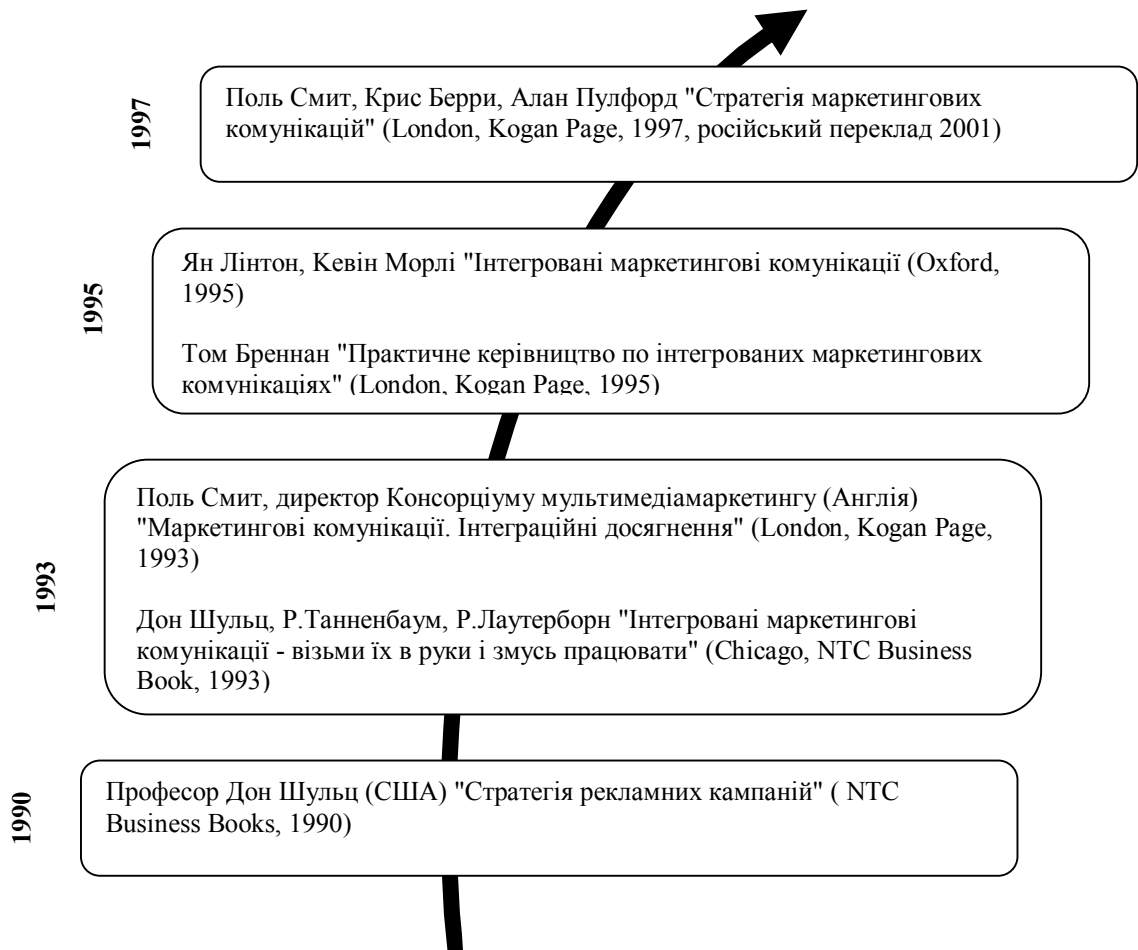 1997
Поль Смит, Крис Берри, Алан Пулфорд "Стратегія маркетингових
комунікацій" (London, Kogan Page, 1997, російський переклад 2001)
1995
Ян Лінтон, Кевін Морлі "Інтегровані маркетингові комунікації (Oxford,
1995)
Том Бреннан "Практичне керівництво по інтегрованих маркетингових
комунікаціях" (London, Kogan Page, 1995)
1993
Поль Смит, директор Консорціуму мультимедіамаркетингу (Англія)
"Маркетингові комунікації. Інтеграційні досягнення" (London, Kogan Page,
1993)
Дон Шульц, Р.Танненбаум, Р.Лаутерборн "Інтегровані маркетингові
комунікації - візьми їх в руки і змусь працювати" (Chicago, NTC Business
Book, 1993)
1990
Професор Дон Шульц (США) "Стратегія рекламних кампаній" ( NTC
Business Books, 1990)